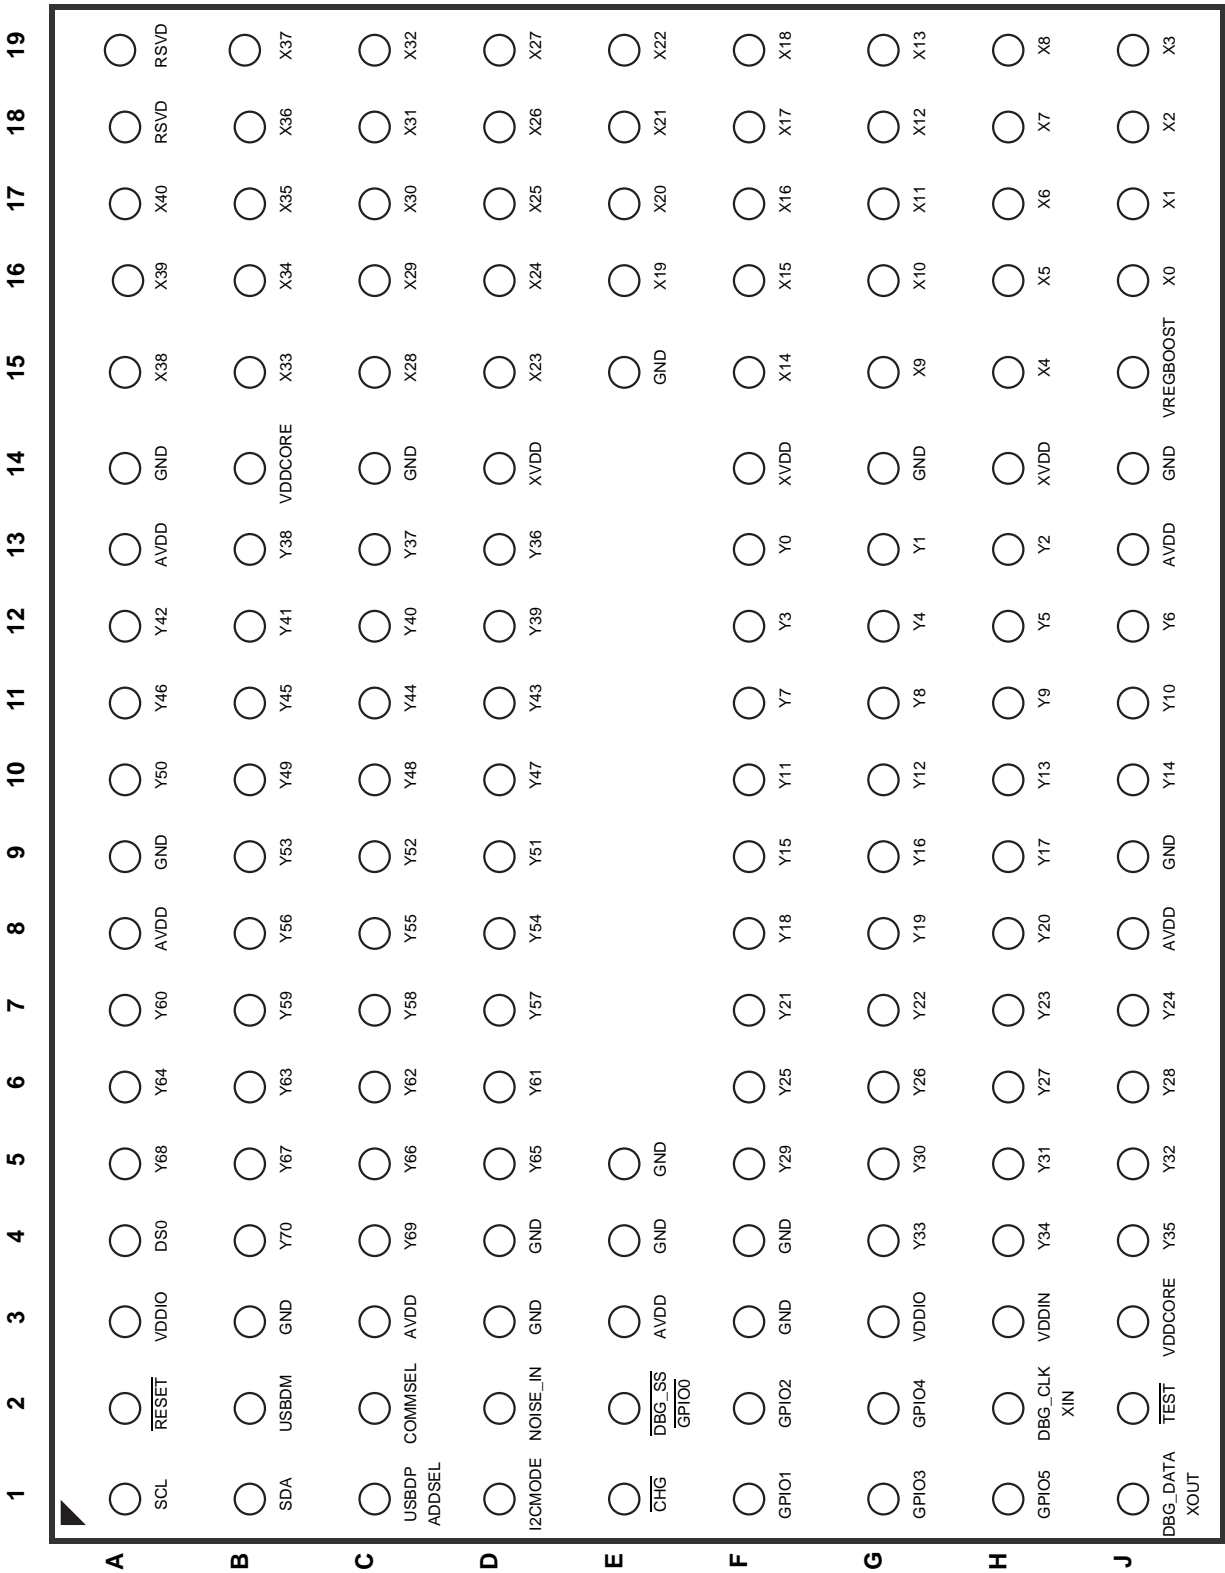 1 2 3 4 5 6 7 8 9 10 11 12 13 14 15 16 17 18 19
A
SCL RESET VDDIO DS0 Y68 Y64 Y60 AVDD GND Y50 Y46 Y42 AVDD GND X38 X39 X40 RSVD RSVD
B
SDA USBDM GND Y70 Y67 Y63 Y59 Y56 Y53 Y49 Y45 Y41 Y38 VDDCORE X33 X34 X35 X36 X37
C
USBDP COMMSEL AVDD Y69 Y66 Y62 Y58 Y55 Y52 Y48 Y44 Y40 Y37 GND X28 X29 X30 X31 X32
ADDSEL
D
I2CMODE NOISE_IN GND GND Y65 Y61 Y57 Y54 Y51 Y47 Y43 Y39 Y36 XVDD X23 X24 X25 X26 X27
E
CHG DBG_SS AVDD GND GND GND X19 X20 X21 X22
GPIO0
F
GPIO1 GPIO2 GND GND Y29 Y25 Y21 Y18 Y15 Y11 Y7 Y3 Y0 XVDD X14 X15 X16 X17 X18
G
GPIO3 GPIO4 VDDIO Y33 Y30 Y26 Y22 Y19 Y16 Y12 Y8 Y4 Y1 GND X9 X10 X11 X12 X13
H
GPIO5 DBG_CLK VDDIN Y34 Y31 Y27 Y23 Y20 Y17 Y13 Y9 Y5 Y2 XVDD X4 X5 X6 X7 X8
XIN
J
DBG_DATA TEST VDDCORE Y35 Y32 Y28 Y24 AVDD GND Y14 Y10 Y6 AVDD GND VREGBOOST X0 X1 X2 X3
XOUT